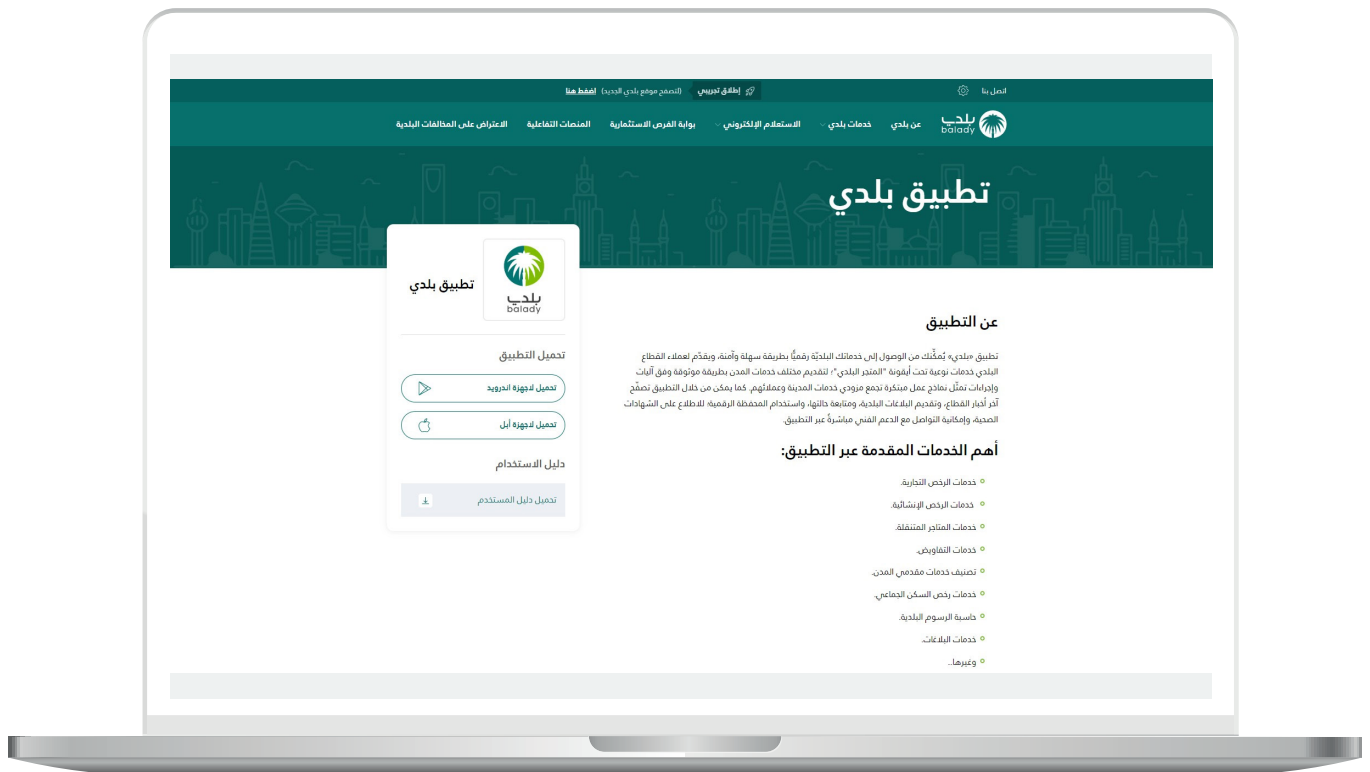 اتصل بنا
إطلاق تجريبي (لتصفح موقع بلدي الجديد) اضغط هنا
بلدي
balady
عن بلدي خدمات بلدي الاستعلام الإلكتروني بوابة الفرص الاستثمارية المنصات التفاعلية الاعتراض على المخالفات البلدية
تطبيق بلدي
عن التطبيق
تطبيق «بلدي» يُمكِّنك من الوصول إلى خدماتك البلديّة رقميًّا بطريقة سهلة وآمنة، ويقدّم لعملاء القطاع
البلدي خدمات نوعية تحت أيقونة "المتجر البلدي"؛ لتقديم مختلف خدمات المدن بطريقة موثوقة وفق آليات
وإجراءات تمثّل نماذج عمل مبتكرة تجمع مزودي خدمات المدينة وعملائهم. كما يمكن من خلال التطبيق تصفّح
آخر أخبار القطاع، وتقديم البلاغات البلدية، ومتابعة حالتها، واستخدام المحفظة الرقمية؛ للاطلاع على الشهادات
الصحية، وإمكانية التواصل مع الدعم الفني مباشرةً عبر التطبيق.
أهم الخدمات المقدمة عبر التطبيق:
خدمات الرخص التجارية.
خدمات الرخص الإنشائية.
خدمات المتاجر المتنقلة.
خدمات التفاويض.
تصنيف خدمات مقدمي المدن.
خدمات رخص السكن الجماعي.
حاسبة الرسوم البلدية.
خدمات البلاغات.
وغيرها..
بلدي
balady
تطبيق بلدي
تحميل التطبيق
تحميل لاجهزة اندرويد
تحميل لاجهزة أبل
دليل الاستخدام
تحميل دليل المستخدم